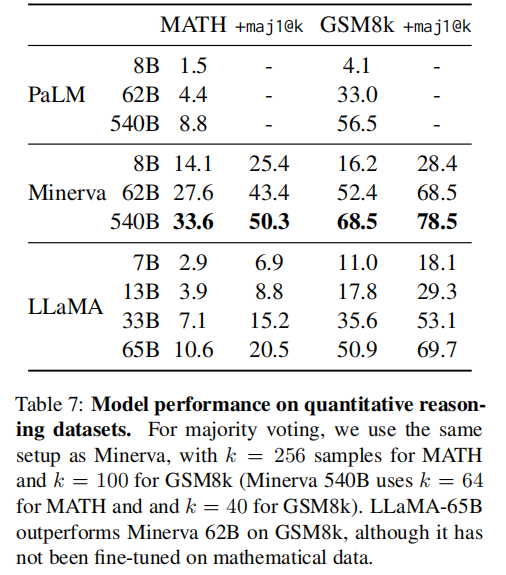 MATH +maj1@k GSM8k +maj1@k
8B 1.5 - 4.1 -
PaLM 62B 4.4 - 33.0 -
540B 8.8 - 56.5 -
8B 14.1 25.4 16.2 28.4
Minerva 62B 27.6 43.4 52.4 68.5
540B 33.6 50.3 68.5 78.5
7B 2.9 6.9 11.0 18.1
13B 3.9 8.8 17.8 29.3
LLaMA
33B 7.1 15.2 35.6 53.1
65B 10.6 20.5 50.9 69.7
Table 7: Model performance on quantitative reason-
ing datasets. For majority voting, we use the same
setup as Minerva, with k = 256 samples for MATH
and k = 100 for GSM8k (Minerva 540B uses k = 64
for MATH and and k = 40 for GSM8k). LLaMA-65B
outperforms Minerva 62B on GSM8k, although it has
not been fine-tuned on mathematical data.